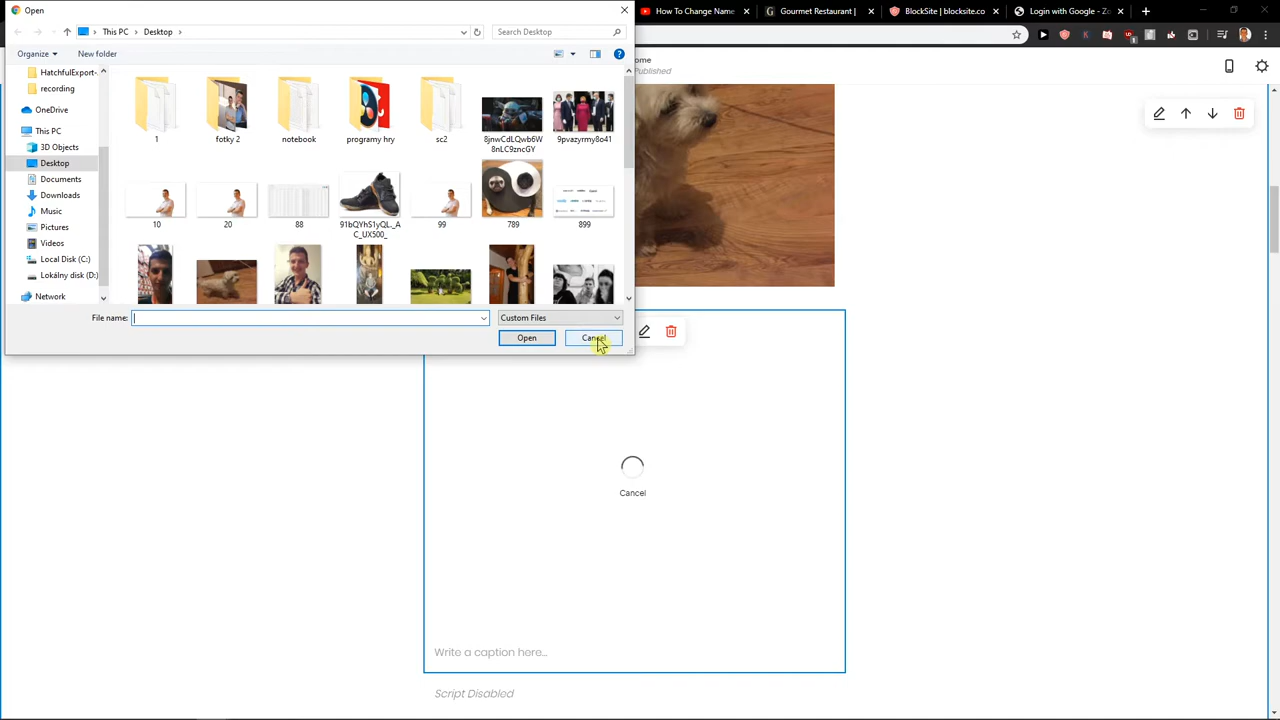 Open
How To Change Name
Gourmet Restaurant |
BlockSite | blocksite.co
Login with - Z
This PC
Desktop
Search Desktop
Organize
New folder
ome
Published
HatchfulExport-
recording
OneDrive
This PC
3D Objects
Desktop
Documents
Downloads
Music
Pictures
Videos
Local Disk (C:)
Lokálny disk (D:)
Network
1
fotky 2
notebook
programy hry
sc2
8jnwCdLQwb6W
8nLC9zncGY
9pvazyrmy8o41
10
20
88
91bQYhS1yQL._A
C_UX500_
99
789
899
File name:
Custom Files
Open
Cancel
Cancel
Write a caption here...
Script Disabled